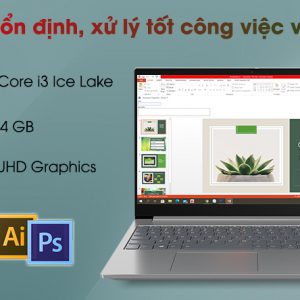 ổn định, xử lý tốt công việc v
Core i3 Ice Lake
4 GB
UHD Graphics
Ai
Ps